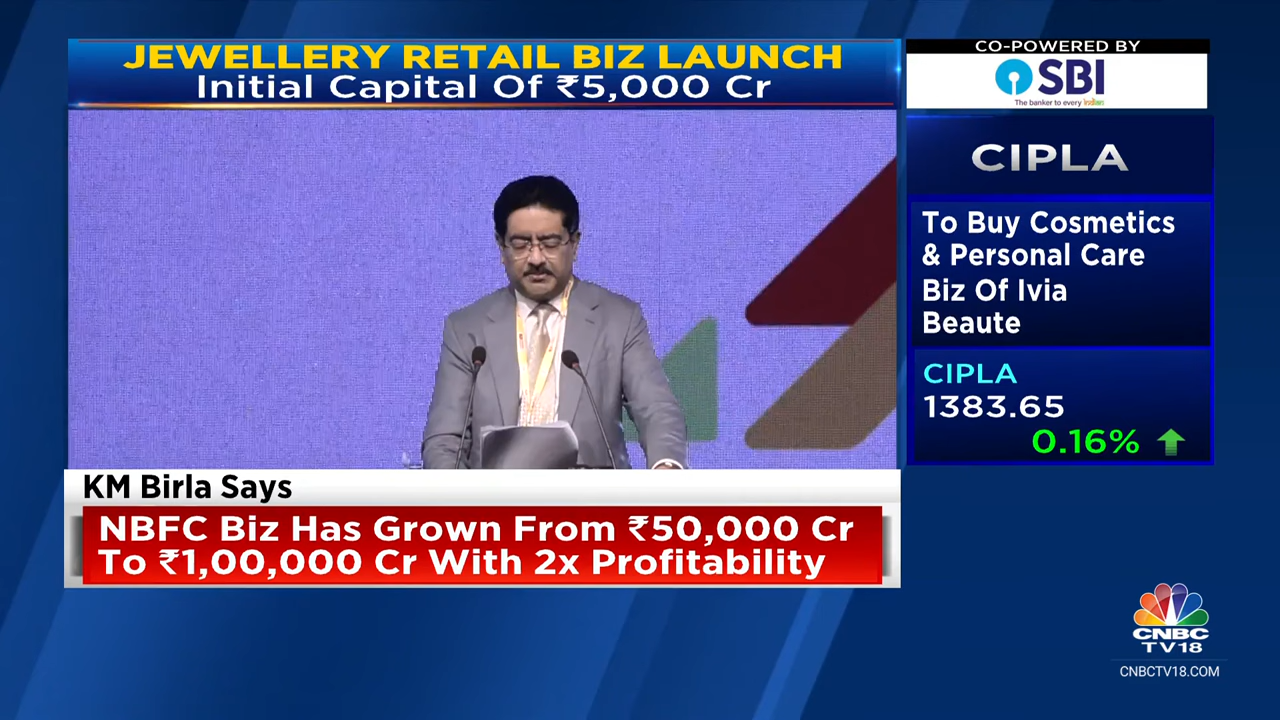 JEWELLERY RETAIL BIZ LAUNCH
Initial Capital Of ₹5,000 Cr
CO-POWERED BY
SBI
The banker to every Indian
CIPLA
To Buy Cosmetics
& Personal Care
Biz Of Ivia
Beaute
CIPLA
1383.65
0.16%
KM Birla Says
NBFC Biz Has Grown From ₹50,000 Cr
To ₹1,00,000 Cr With 2x Profitability
CNBC
TV18
CNBCTV18.COM